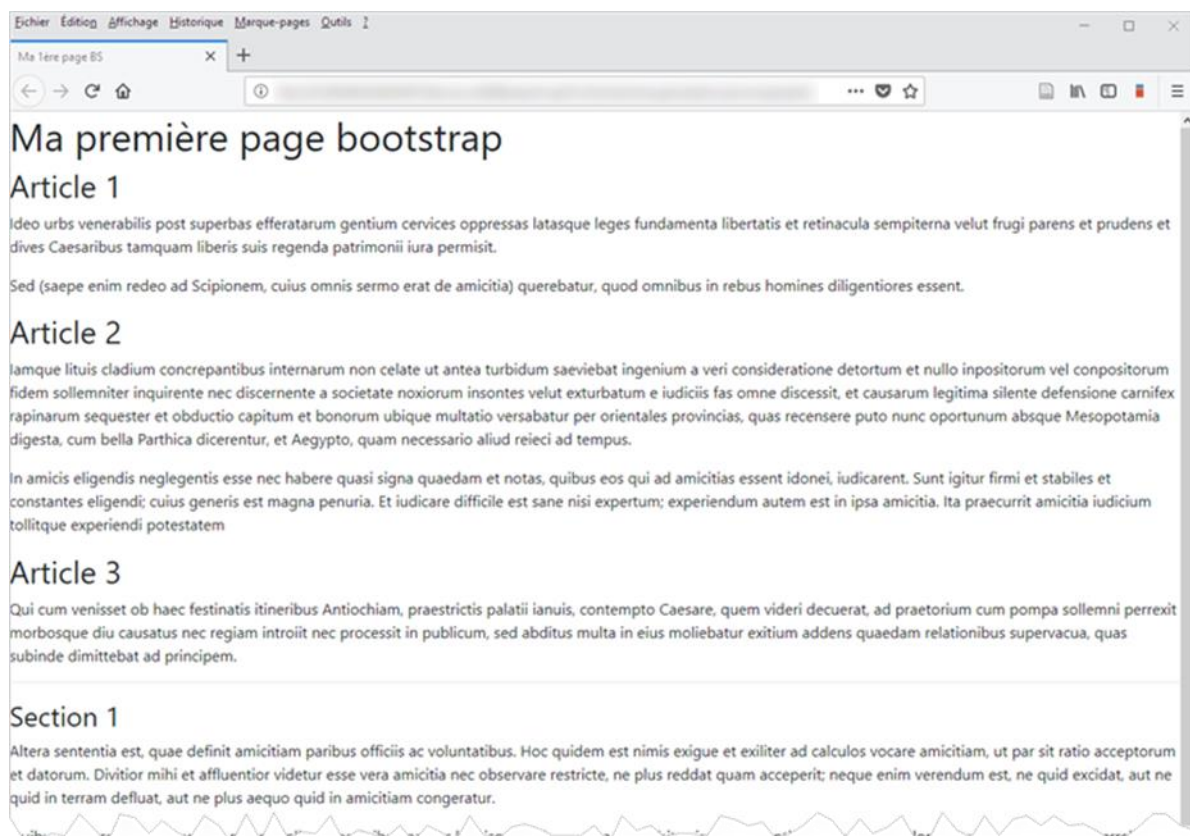 Fichier Édition Affichage Historique Marque-pages Outils ?
Ma 1ère page BS
Ma première page bootstrap
Article 1
Ideo urbs venerabilis post superbas efferatarum gentium cervices oppressas latasque leges fundamenta libertatis et retinacula sempiterna velut frugi parens et prudens et
dives Caesaribus tamquam liberis suis regenda patrimonii iura permisit.
Sed (saepe enim redeo ad Scipionem, cuius omnis sermo erat de amicitia) querebatur, quod omnibus in rebus homines diligentiores essent.
Article 2
Iamque lituis cladium concrepantibus internarum non celate ut antea turbidum saeviebat ingenium a veri consideratione detortum et nullo inpositorum vel conpositorum
fidem sollemniter inquirente nec discernente a societate noxiorum insontes velut exturbatum e iudiciis fas omne discessit, et causarum legitima silente defensione carnifex
rapinarum sequester et obductio capitum et bonorum ubique multatio versabatur per orientales provincias, quas recensere puto nunc oportunum absque Mesopotamia
digesta, cum bella Parthica dicerentur, et Aegypto, quam necessario aliud reieci ad tempus.
In amicis eligendis neglegentis esse nec habere quasi signa quaedam et notas, quibus eos qui ad amicitias essent idonei, iudicarent. Sunt igitur firmi et stabiles et
constantes eligendi; cuius generis est magna penuria. Et iudicare difficile est sane nisi expertum; experiendum autem est in ipsa amicitia. Ita praecurrit amicitia iudicium
tollitque experiendi potestatem
Article 3
Qui cum venisset ob haec festinatis itineribus Antiochiam, praestrictis palatii ianuis, contempto Caesare, quem videri decuerat, ad praetorium cum pompa sollemni perrexit
morbosque diu causatus nec regiam introiit nec processit in publicum, sed abditus multa in eius moliebatur exitium addens quaedam relationibus supervacua, quas
subinde dimittebat ad principem.
Section 1
Altera sententia est, quae definit amicitiam paribus officiis ac voluntatibus. Hoc quidem est nimis exigue et exiliter ad calculos vocare amicitiam, ut par sit ratio acceptorum
et datorum. Divitior mihi et affluentior videtur esse vera amicitia nec observare restricte, ne plus reddat quam acceperit; neque enim verendum est, ne quid excidat, aut ne
quid in terram defluat, aut ne plus aequo quid in amicitiam congeratur.